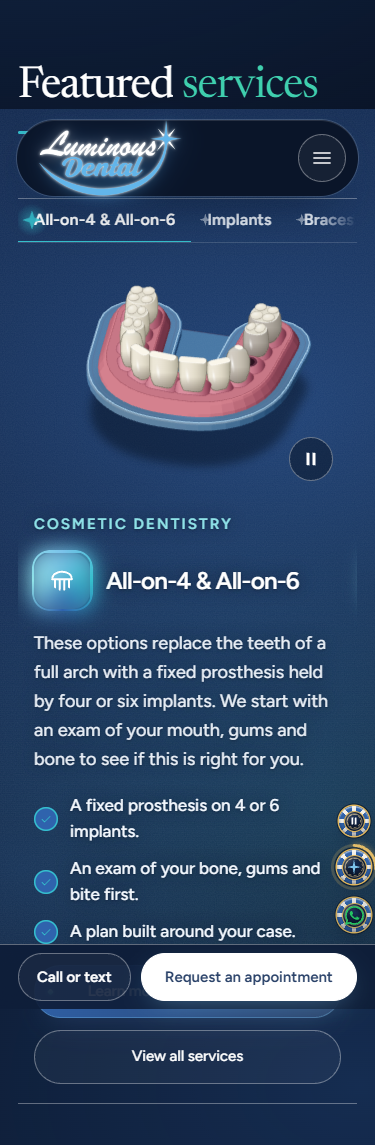 Featured services
Luminous
Dental
All-on-4 & All-on-6
Implants
Braces
COSMETIC DENTISTRY
All-on-4 & All-on-6
These options replace the teeth of a
full arch with a fixed prosthesis held
by four or six implants. We start with
an exam of your mouth, gums and
bone to see if this is right for you.
A fixed prosthesis on 4 or 6
implants.
An exam of your bone, gums and
bite first.
A plan built around your case.
Call or text
Request an appointment
View all services